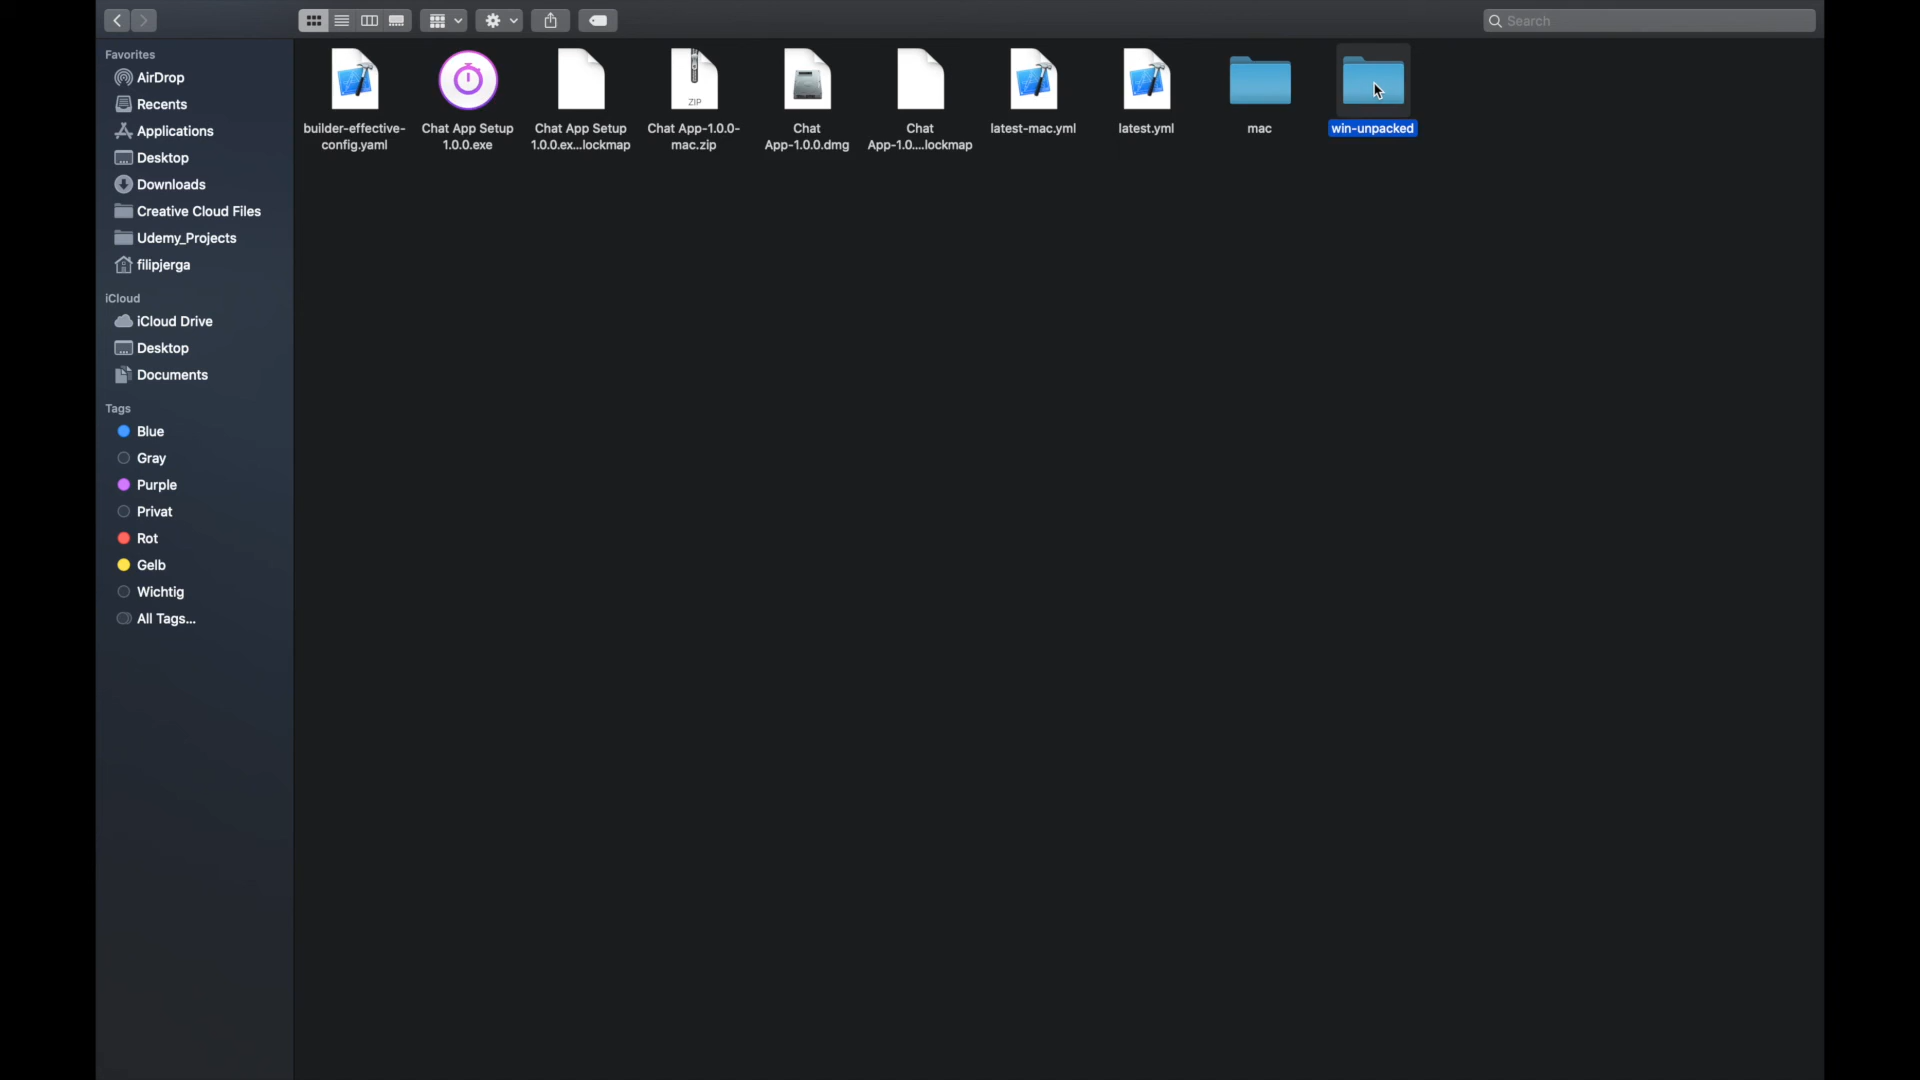 Search
Favorites
AirDrop
Recents
Applications
Desktop
Downloads
Creative Cloud Files
Udemy_Projects
filipjerga
iCloud
iCloud Drive
Desktop
Documents
Tags
Blue
Gray
Purple
Privat
Rot
Gelb
Wichtig
All Tags...
builder-effective-
config.yaml
Chat App Setup
1.0.0.exe
Chat App Setup
1.0.0.ex...lockmap
ZIP
Chat App-1.0.0-
mac.zip
Chat
App-1.0.0.dmg
Chat
App-1.0....lockmap
latest-mac.yml
latest.yml
mac
win-unpacked